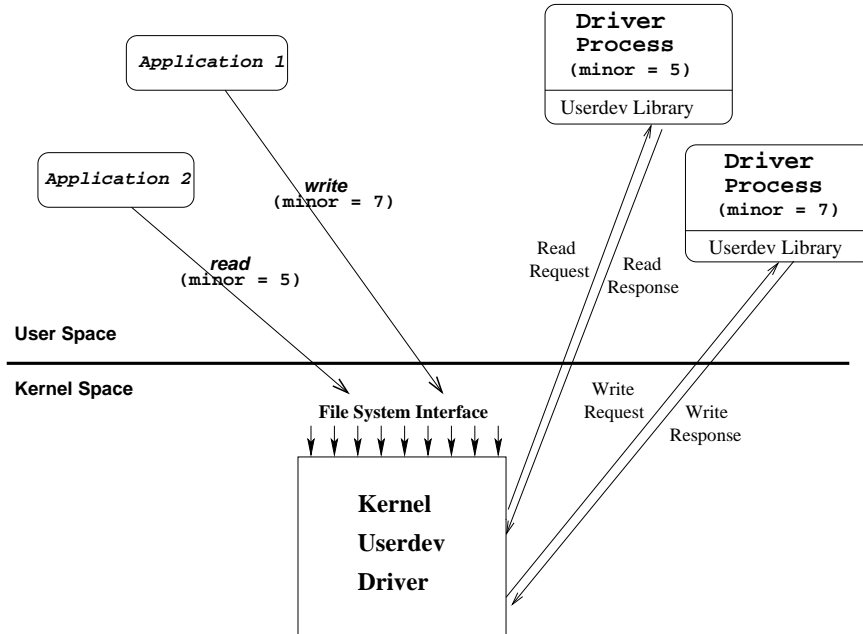 Application 1
Driver
Process
(minor = 5)
Userdev Library
Application 2
write
(minor = 7)
Driver
Process
(minor = 7)
Userdev Library
read
(minor = 5)
Read
Request
Read
Response
User Space
Kernel Space
File System Interface
Write
Request
Write
Response
Kernel
Userdev
Driver